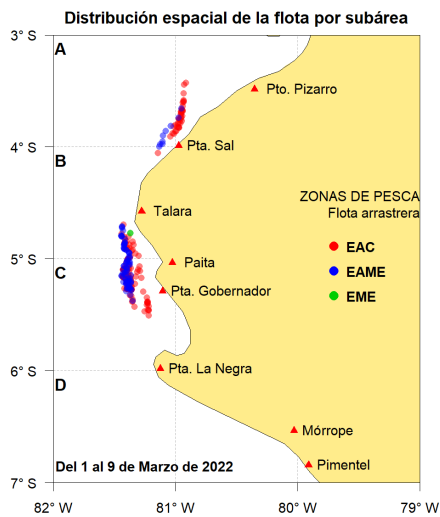 Distribución espacial de la flota por subárea
3° S
A
Pto. Pizarro
4° S
Pta. Sal
B
ZONAS DE PESCA
Flota arrastrera
Talara
EAC
5° S
Paita
C
EAME
Pta. Gobernador
EME
6° S
Pta. La Negra
D
Mórrope
Del 1 al 9 de Marzo de 2022
Pimentel
7° S
82° W
81° W
80° W
79° W